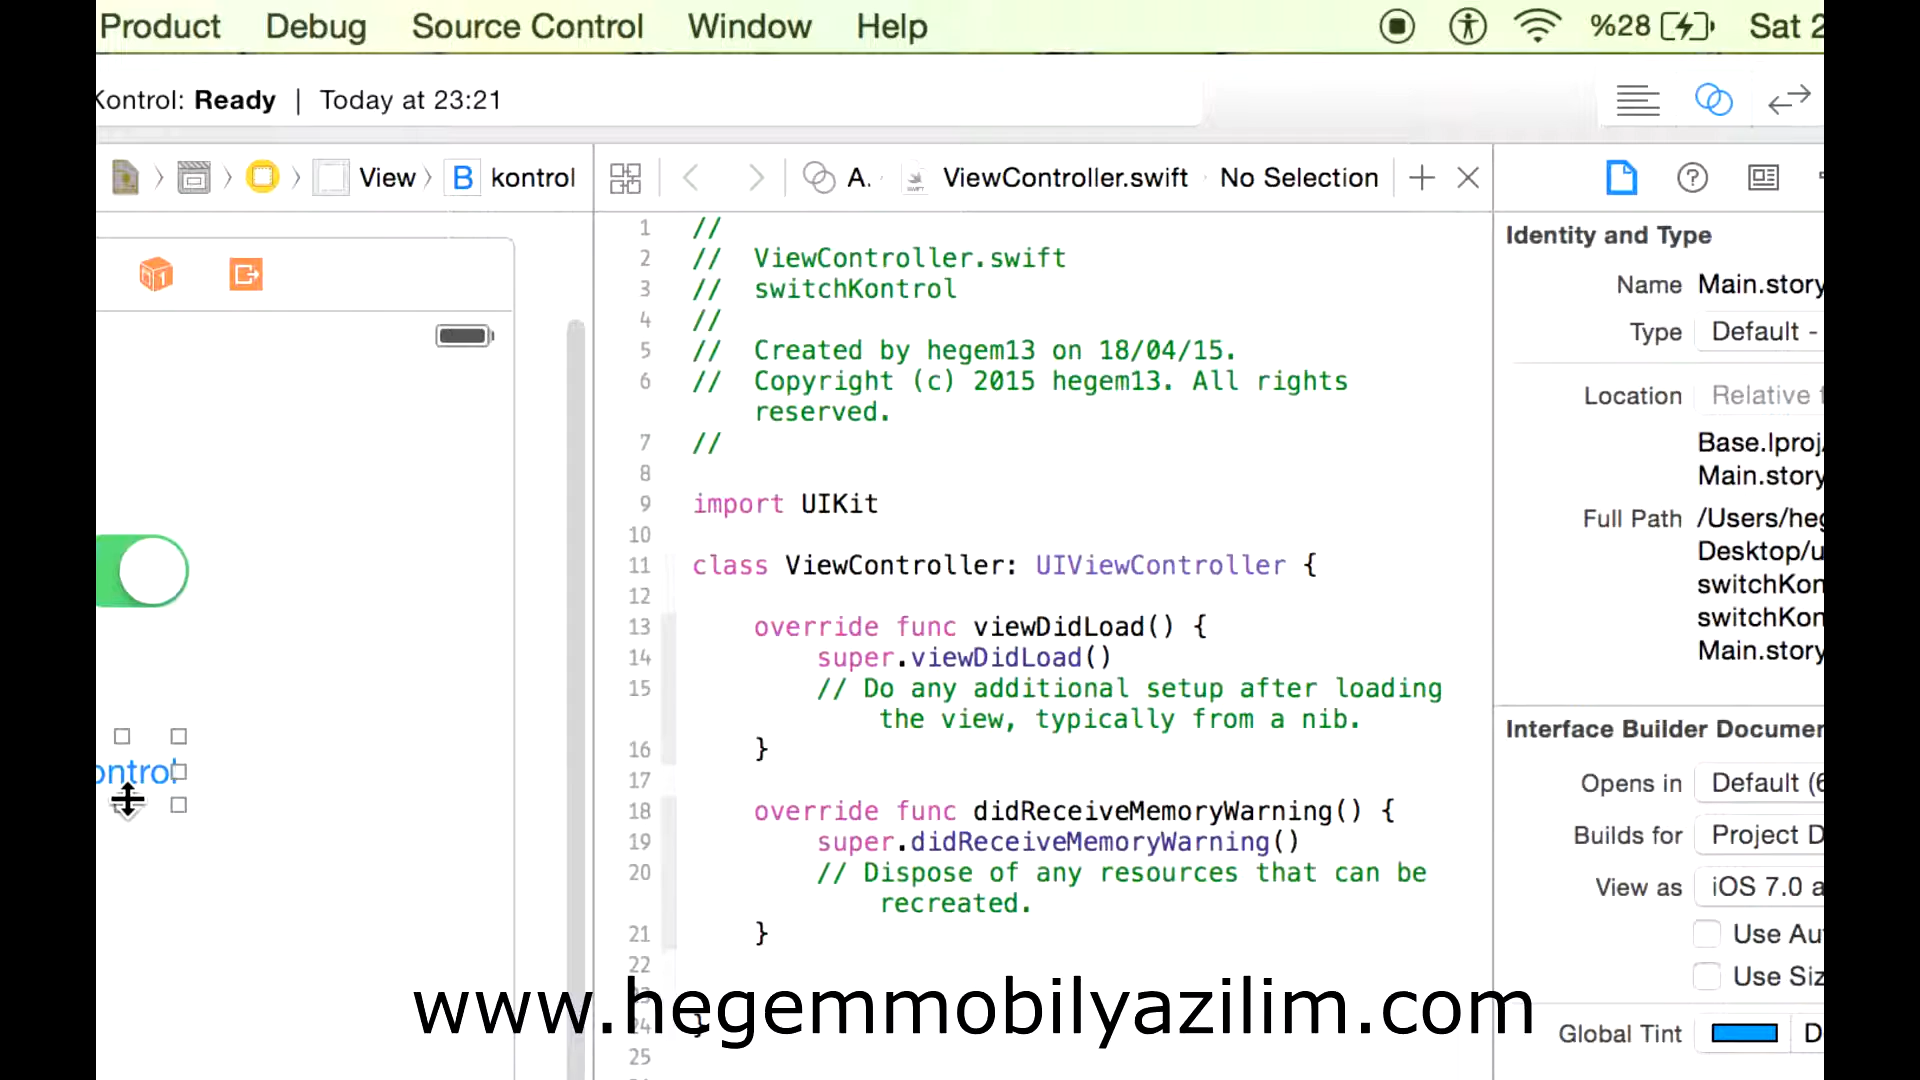 Product Debug Source Control Window Help %28 Sat 2
Kontrol: Ready | Today at 23:21
View B kontrol A. ViewController.swift No Selection
ontrol
1 //
2 // ViewController.swift
3 // switchKontrol
4 //
5 // Created by hegem13 on 18/04/15.
6 // Copyright (c) 2015 hegem13. All rights
reserved.
7 //
8
9 import UIKit
10
11 class ViewController: UIViewController {
12
13 override func viewDidLoad() {
14 super.viewDidLoad()
15 // Do any additional setup after loading
the view, typically from a nib.
16 }
17
18 override func didReceiveMemoryWarning() {
19 super.didReceiveMemoryWarning()
20 // Dispose of any resources that can be
recreated.
21 }
22
24 }
25
Identity and Type
Name Main.story
Type Default -
Location Relative
Base.lproj/
Main.story
Full Path /Users/heg
Desktop/u
switchKon
switchKon
Main.story
Interface Builder Documen
Opens in Default (6
Builds for Project D
View as iOS 7.0 a
Use Au
Use Siz
Global Tint D
www.hegemmobilyazilim.com